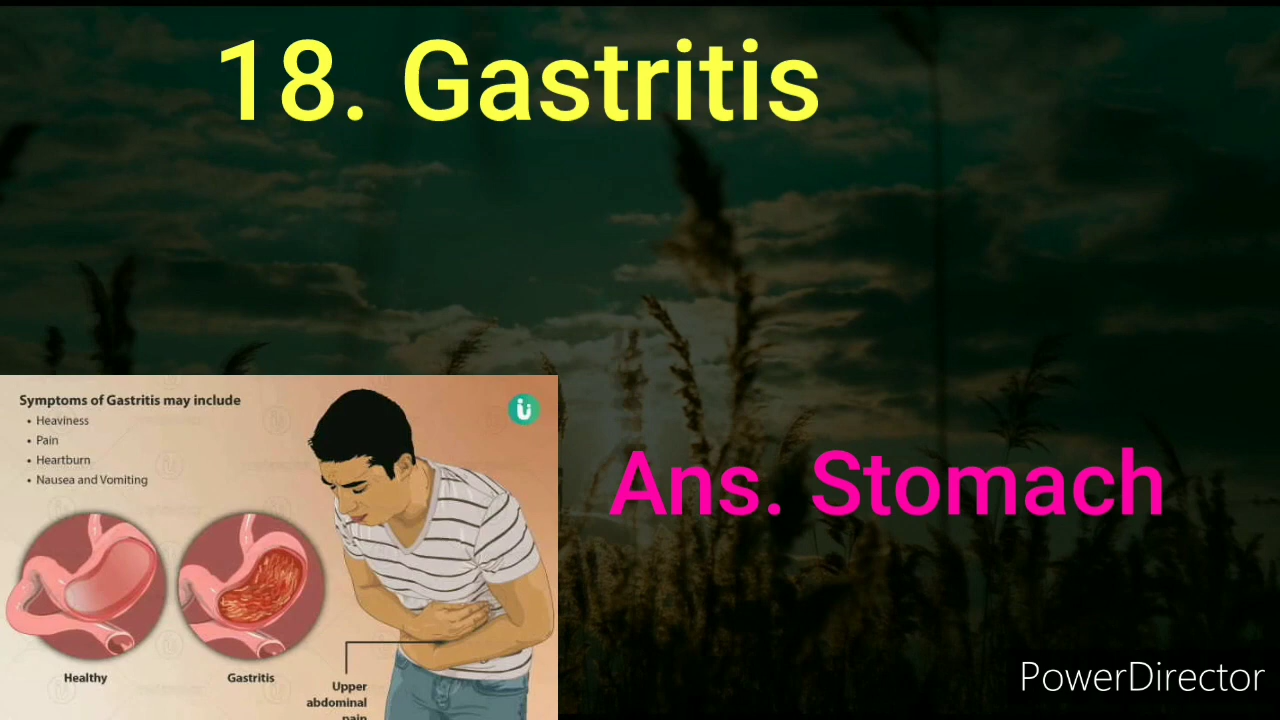 18. Gastritis
Symptoms of Gastritis may include
• Heaviness
• Pain
• Heartburn
• Nausea and Vomiting
Ans. Stomach
Healthy
Gastritis
Upper
abdominal
pain
PowerDirector